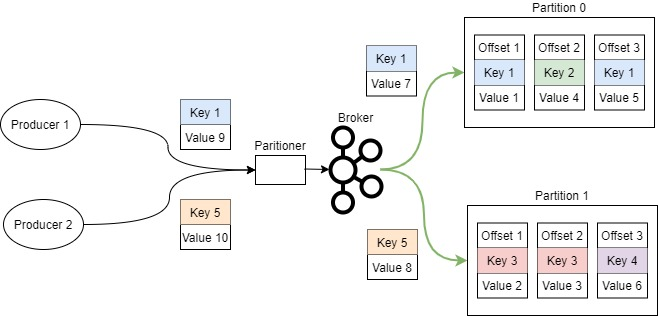 Partition 0
Offset 1
Key 1
Value 1
Offset 2
Key 2
Value 4
Offset 3
Key 1
Value 5
Key 1
Value 7
Key 1
Value 9
Producer 1
Paritioner
Broker
Producer 2
Key 5
Value 10
Key 5
Value 8
Partition 1
Offset 1
Key 3
Value 2
Offset 2
Key 3
Value 3
Offset 3
Key 4
Value 6